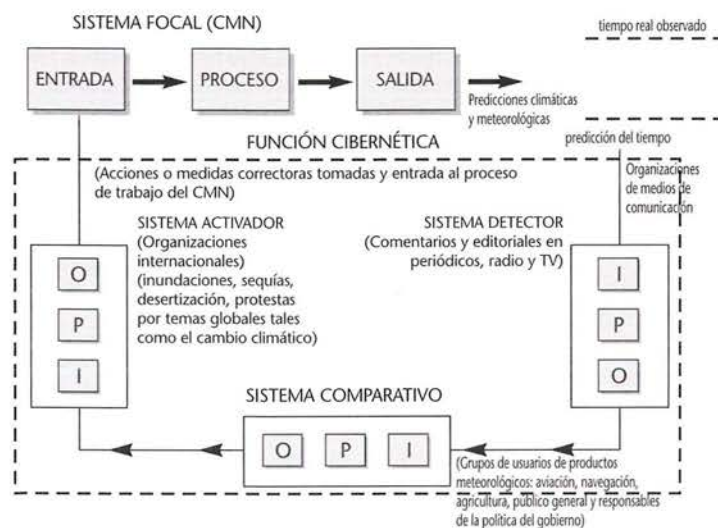 SISTEMA FOCAL (CMN)
tiempo real observado
ENTRADA
PROCESO
SALIDA
Predicciones climáticas
y meteorológicas
FUNCIÓN CIBERNÉTICA
predicción del tiempo
(Acciones o medidas correctoras tomadas y entrada al proceso
de trabajo del CMN)
Organizaciones
de medios de
comunicación
SISTEMA ACTIVADOR
(Organizaciones
internacionales)
(inundaciones, sequías,
desertización, protestas
por temas globales tales
como el cambio climático)
SISTEMA DETECTOR
(Comentarios y editoriales en
periódicos, radio y TV)
O
P
I
I
P
O
SISTEMA COMPARATIVO
O P I
(Grupos de usuarios de productos
meteorológicos: aviación, navegación,
agricultura, público general y responsables
de la política del gobierno)